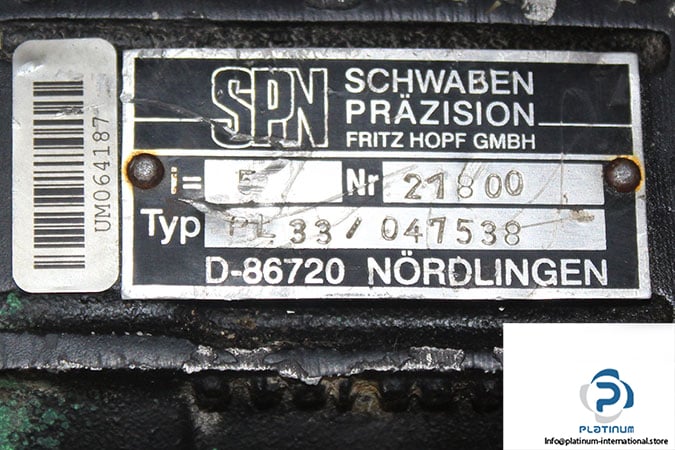 UM064187
SPN
SCHWABEN
PRÄZISION
FRITZ HOPF GMBH
i= 5 Nr 21800
Typ PL 33/ 047538
D-86720 NÖRDLINGEN
PLATINUM
info@platinum-international.store